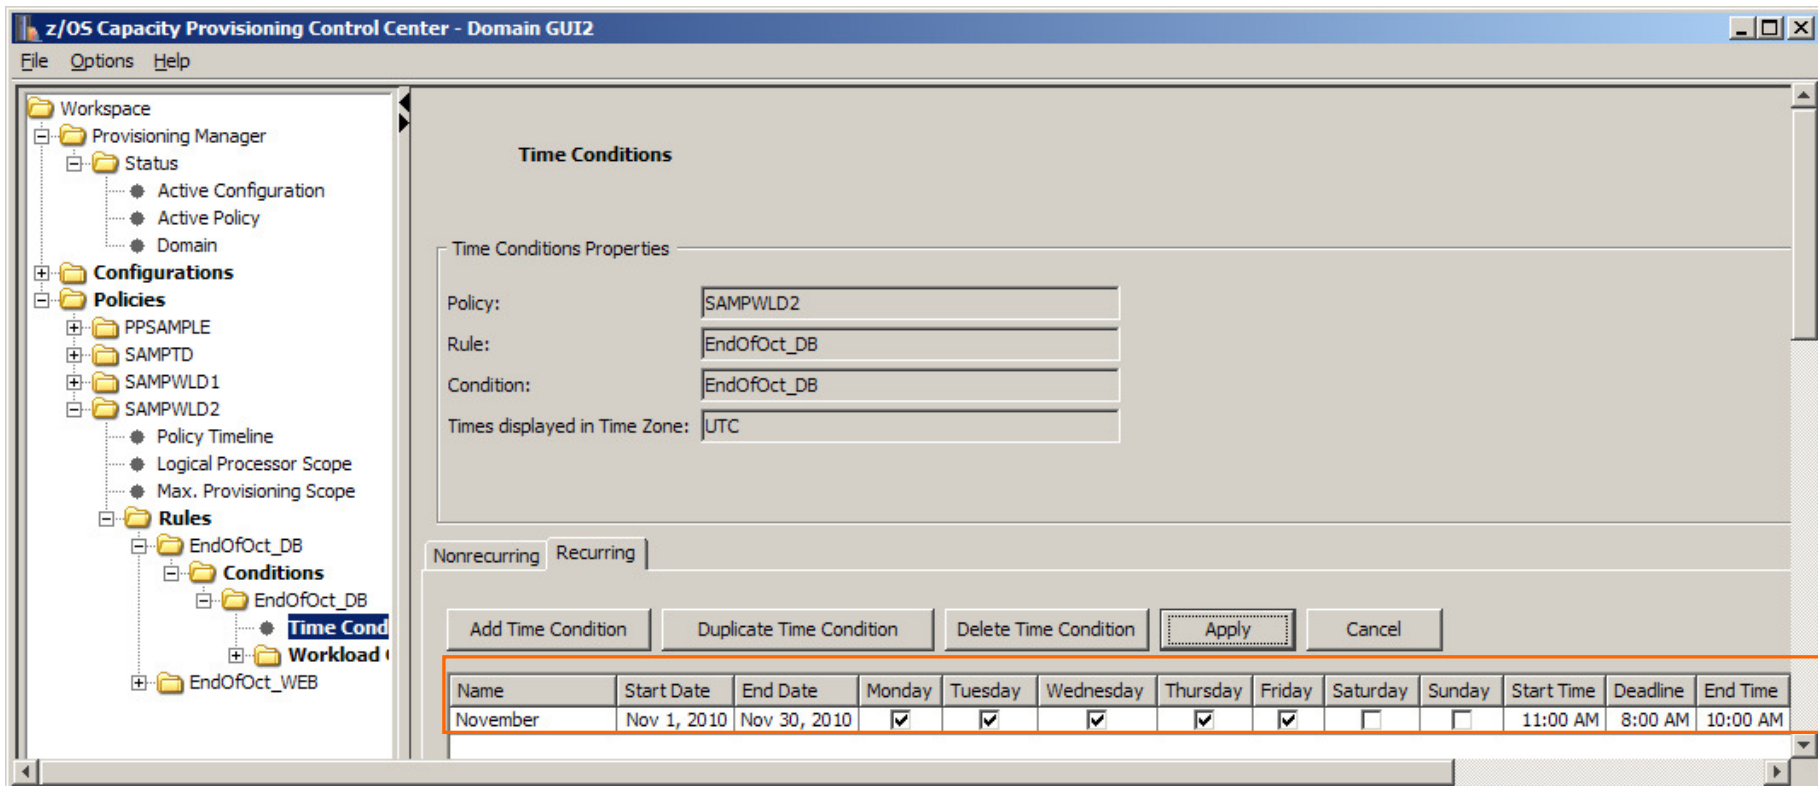 z/OS Capacity Provisioning Control Center - Domain GUI2
File Options Help
Workspace
Provisioning Manager
Status
Active Configuration
Active Policy
Domain
Configurations
Policies
PPSAMPLE
SAMPTD
SAMPWLD1
SAMPWLD2
Policy Timeline
Logical Processor Scope
Max. Provisioning Scope
Rules
EndOfOct_DB
Conditions
EndOfOct_DB
Time Cond
Workload
EndOfOct_WEB
Time Conditions
Time Conditions Properties
Policy: SAMPWLD2
Rule: EndOfOct_DB
Condition: EndOfOct_DB
Times displayed in Time Zone: UTC
Nonrecurring Recurring
Add Time Condition Duplicate Time Condition Delete Time Condition Apply Cancel
Name Start Date End Date Monday Tuesday Wednesday Thursday Friday Saturday Sunday Start Time Deadline End Time
November Nov 1, 2010 Nov 30, 2010 11:00 AM 8:00 AM 10:00 AM